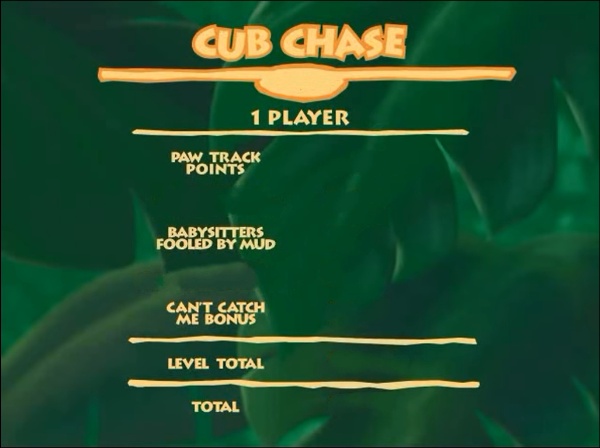 CUB CHASE
1 PLAYER
PAW TRACK
POINTS
BABYSITTERS
FOOLED BY MUD
CAN'T CATCH
ME BONUS
LEVEL TOTAL
TOTAL